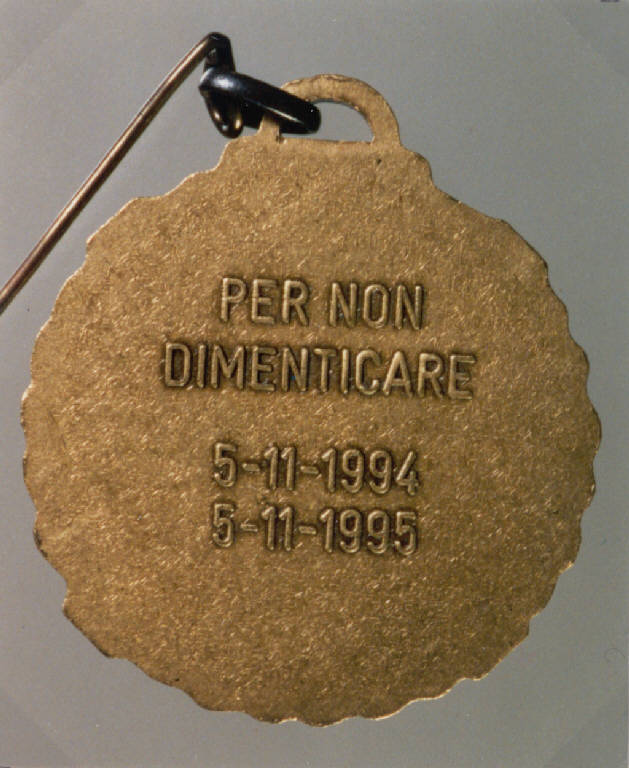 PER NON
DIMENTICARE
5-11-1994
5-11-1995